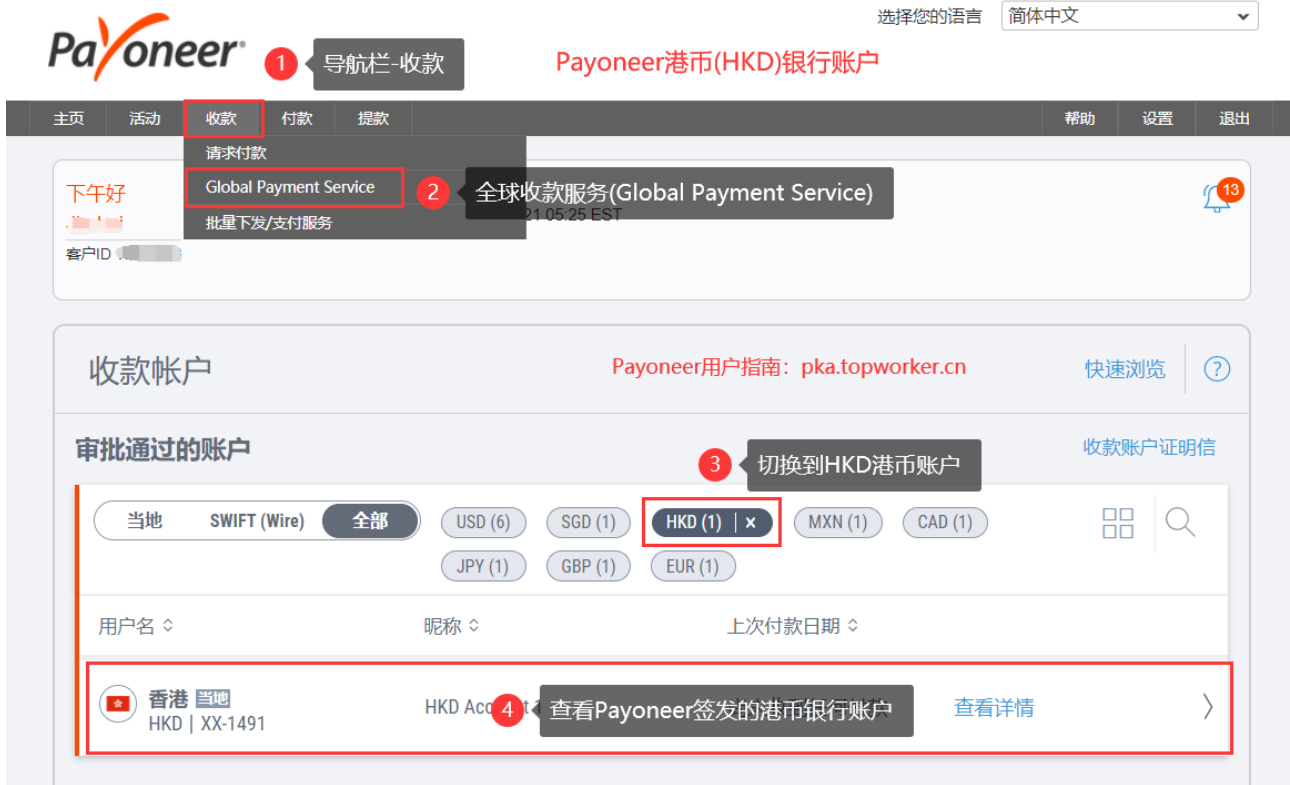 选择您的语言 简体中文
Payoneer
1 导航栏-收款
Payoneer港币(HKD)银行账户
主页 活动 收款 付款 提款 帮助 设置 退出
请求付款
Global Payment Service
2 全球收款服务(Global Payment Service)
批量下发/支付服务
下午好
21 05:25 EST
13
客户ID
收款帐户
Payoneer用户指南：pka.topworker.cn
快速浏览 ?
审批通过的账户
收款账户证明信
3 切换到HKD港币账户
当地 SWIFT (Wire) 全部 USD (6) SGD (1) HKD (1) | × MXN (1) CAD (1)
JPY (1) GBP (1) EUR (1)
用户名 昵称 上次付款日期
香港 当地
HKD | XX-1491
HKD
4 查看Payoneer签发的港币银行账户
查看详情